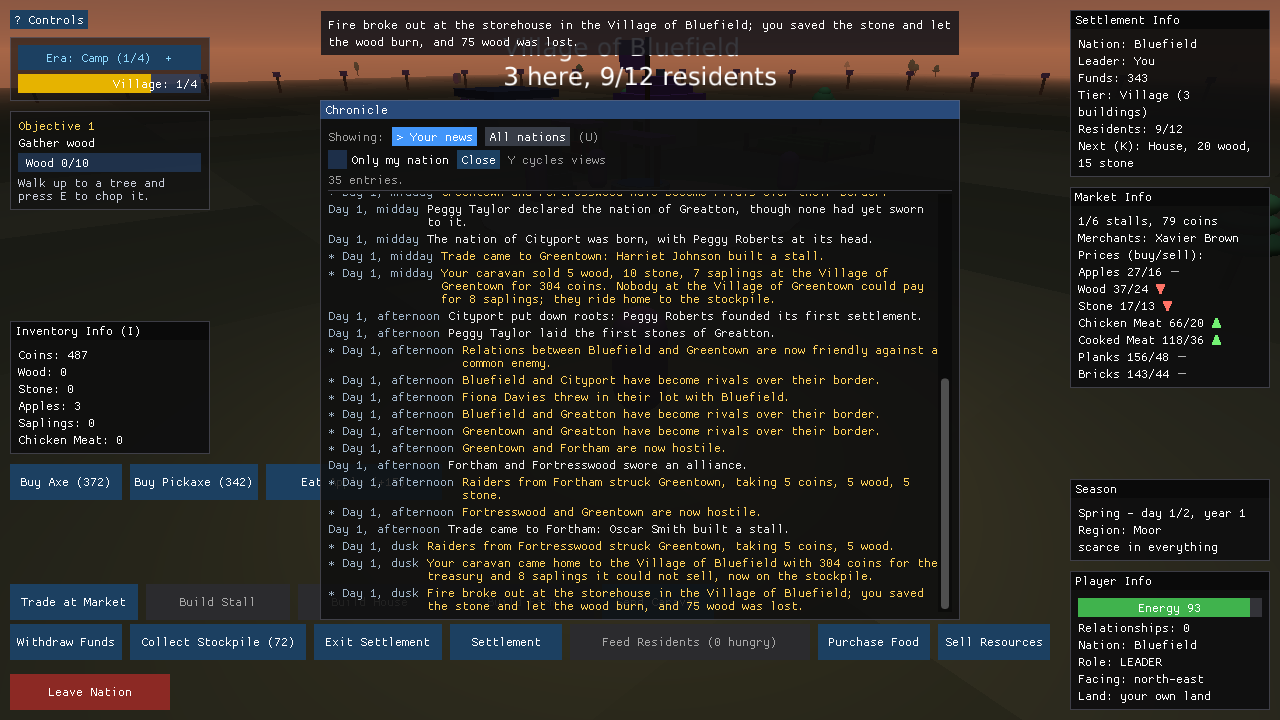 ? Controls
Era: Camp (1/4) +
Village: 1/4
Objective 1
Gather wood
Wood 0/10
Walk up to a tree and
press E to chop it.
Inventory Info (I)
Coins: 487
Wood: 0
Stone: 0
Apples: 3
Saplings: 0
Chicken Meat: 0
Buy Axe (372)
Buy Pickaxe (342)
Eat
Trade at Market
Build Stall
Build House
Withdraw Funds
Collect Stockpile (72)
Exit Settlement
Settlement
Feed Residents (0 hungry)
Purchase Food
Sell Resources
Leave Nation
Fire broke out at the storehouse in the Village of Bluefield; you saved the stone and let
the wood burn, and 75 wood was lost.
Village of Bluefield
3 here, 9/12 residents
Chronicle
Showing: > Your news All nations (U)
Only my nation Close Y cycles views
35 entries.
* Day 1, midday Greentown and Fortresswood have become rivals over their border.
Day 1, midday Peggy Taylor declared the nation of Greatton, though none had yet sworn
to it.
Day 1, midday The nation of Cityport was born, with Peggy Roberts at its head.
* Day 1, midday Trade came to Greentown: Harriet Johnson built a stall.
* Day 1, midday Your caravan sold 5 wood, 10 stone, 7 saplings at the Village of
Greentown for 304 coins. Nobody at the Village of Greentown could pay
for 8 saplings; they ride home to the stockpile.
Day 1, afternoon Cityport put down roots: Peggy Roberts founded its first settlement.
Day 1, afternoon Peggy Taylor laid the first stones of Greatton.
* Day 1, afternoon Relations between Bluefield and Greentown are now friendly against a
common enemy.
* Day 1, afternoon Bluefield and Cityport have become rivals over their border.
* Day 1, afternoon Fiona Davies threw in their lot with Bluefield.
* Day 1, afternoon Bluefield and Greatton have become rivals over their border.
* Day 1, afternoon Greentown and Greatton have become rivals over their border.
* Day 1, afternoon Greentown and Fortham are now hostile.
Day 1, afternoon Fortham and Fortresswood swore an alliance.
* Day 1, afternoon Raiders from Fortham struck Greentown, taking 5 coins, 5 wood, 5
stone.
* Day 1, afternoon Fortresswood and Greentown are now hostile.
Day 1, afternoon Trade came to Fortham: Oscar Smith built a stall.
* Day 1, dusk Raiders from Fortresswood struck Greentown, taking 5 coins, 5 wood.
* Day 1, dusk Your caravan came home to the Village of Bluefield with 304 coins for the
treasury and 8 saplings it could not sell, now on the stockpile.
* Day 1, dusk Fire broke out at the storehouse in the Village of Bluefield; you saved
the stone and let the wood burn, and 75 wood was lost.
Settlement Info
Nation: Bluefield
Leader: You
Funds: 343
Tier: Village (3
buildings)
Residents: 9/12
Next (K): House, 20 wood,
15 stone
Market Info
1/6 stalls, 79 coins
Merchants: Xavier Brown
Prices (buy/sell):
Apples 27/16 —
Wood 37/24
Stone 17/13
Chicken Meat 66/20
Cooked Meat 118/36
Planks 156/48 —
Bricks 143/44 —
Season
Spring - day 1/2, year 1
Region: Moor
scarce in everything
Player Info
Energy 93
Relationships: 0
Nation: Bluefield
Role: LEADER
Facing: north-east
Land: your own land